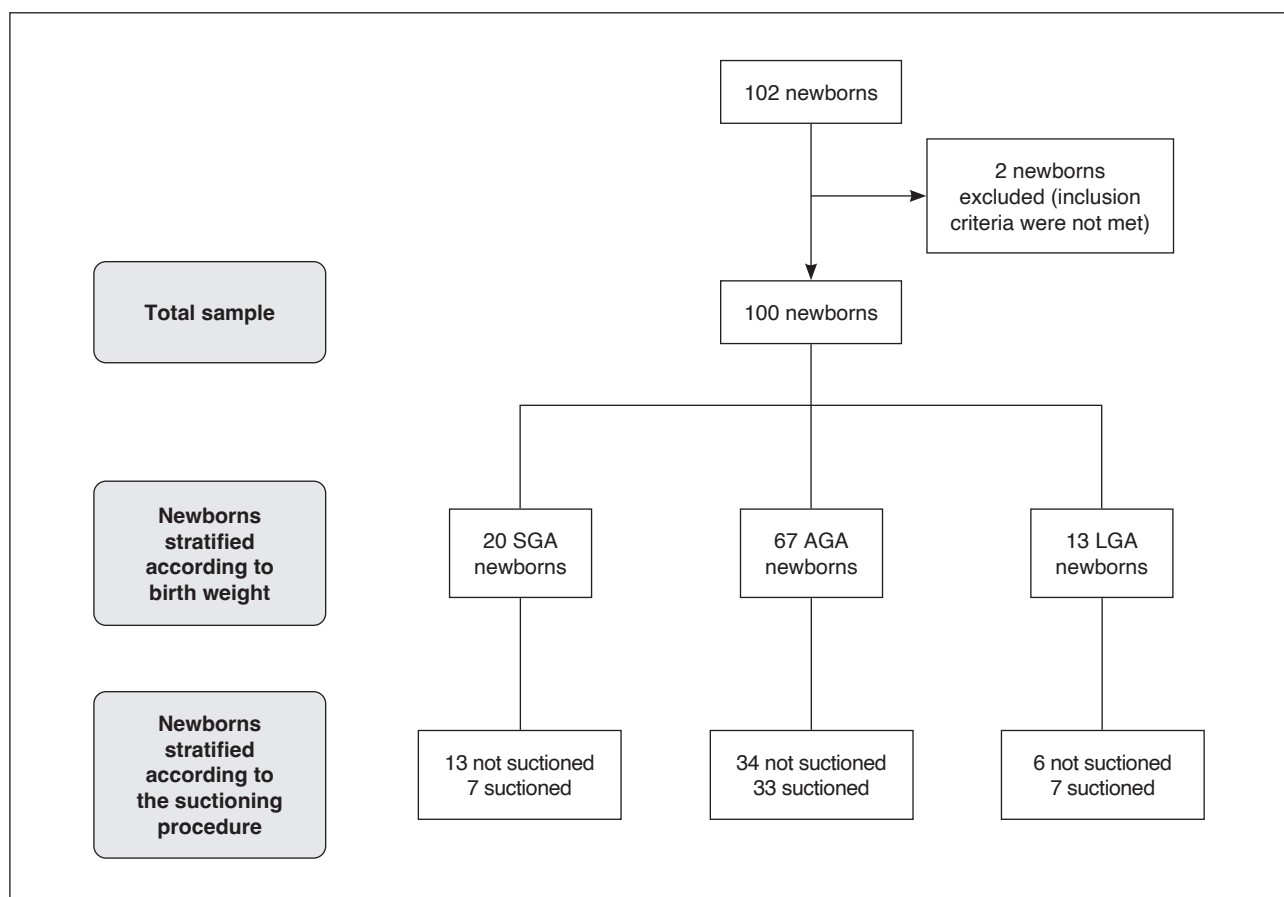 102 newborns
2 newborns
excluded (inclusion
criteria were not met)
Total sample
100 newborns
Newborns
stratified
according to
birth weight
20 SGA
newborns
67 AGA
newborns
13 LGA
newborns
Newborns
stratified
according to
the suctioning
procedure
13 not suctioned
7 suctioned
34 not suctioned
33 suctioned
6 not suctioned
7 suctioned